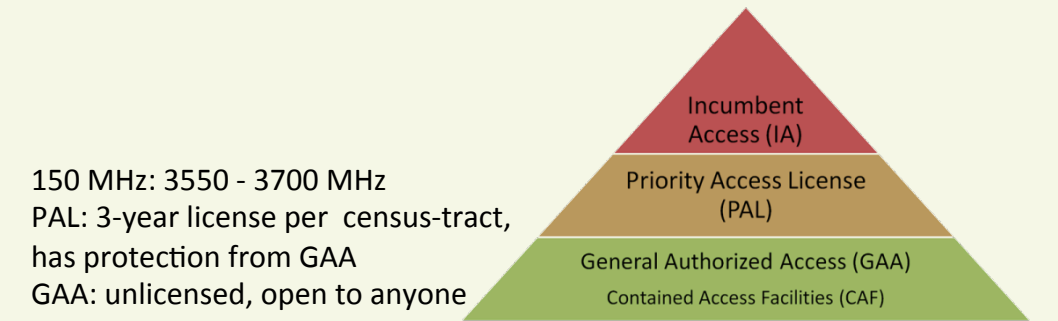 Incumbent
Access (IA)
Priority Access License
(PAL)
General Authorized Access (GAA)
Contained Access Facilities (CAF)
150 MHz: 3550 - 3700 MHz
PAL: 3-year license per census-tract,
has protection from GAA
GAA: unlicensed, open to anyone